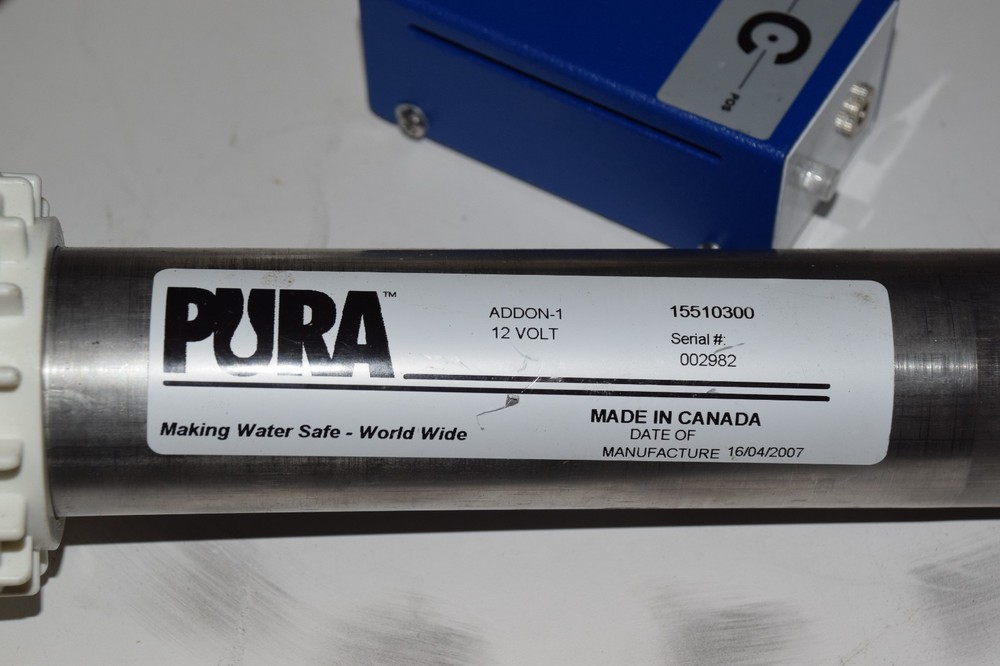 POS
PURA™
ADDON-1
12 VOLT
15510300
Serial #:
002982
Making Water Safe - World Wide
MADE IN CANADA
DATE OF
MANUFACTURE 16/04/2007